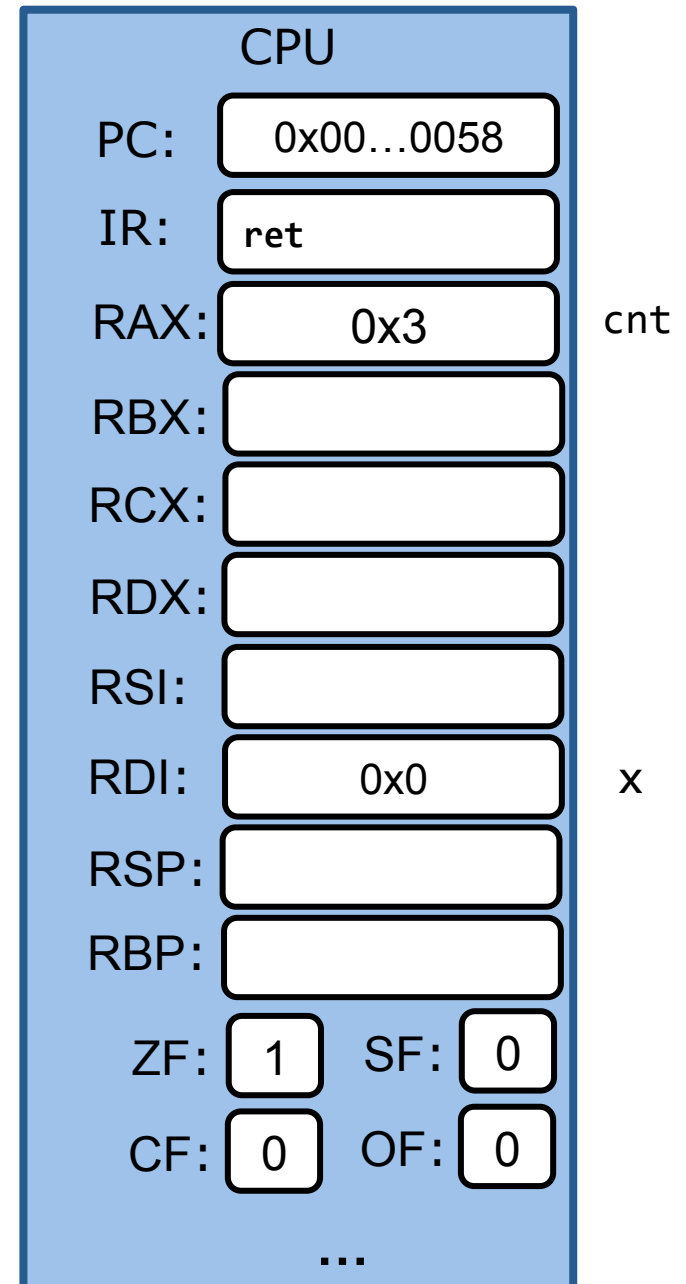 CPU
PC: 0x00...0058
IR: ret
RAX: 0x3 cnt
RBX:
RCX:
RDX:
RSI:
RDI: 0x0 x
RSP:
RBP:
ZF: 1 SF: 0
CF: 0 OF: 0
...